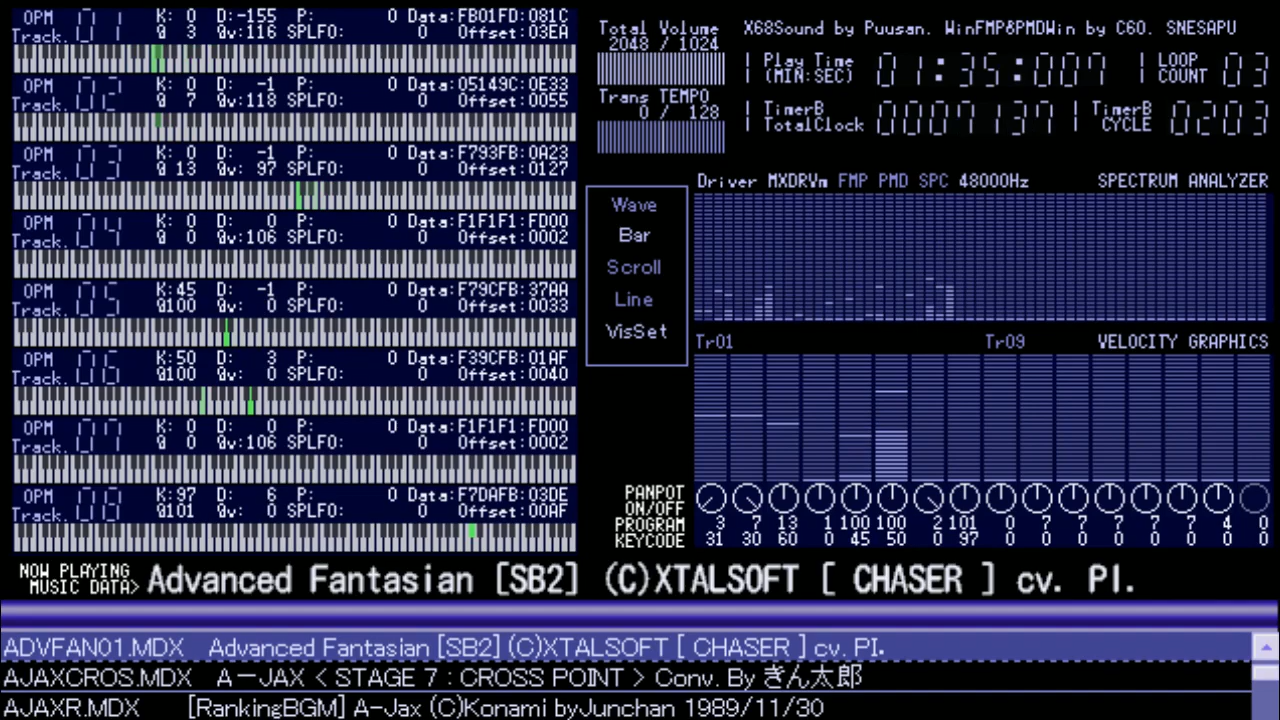 OPM K: 0 D:-155 P: 0 Data:FB01FD:081C
Track. 01 @ 3 @v:116 SPLFO: 0 Offset:03EA
OPM K: 0 D: -1 P: 0 Data:05149C:0E33
Track. 02 @ 7 @v:118 SPLFO: 0 Offset:0055
OPM K: 0 D: -1 P: 0 Data:F793FB:0A23
Track. 03 @ 13 @v: 97 SPLFO: 0 Offset:0127
OPM K: 0 D: 0 P: 0 Data:F1F1F1:FD00
Track. 04 @ 0 @v:106 SPLFO: 0 Offset:0002
OPM K:45 D: -1 P: 0 Data:F79CFB:37AA
Track. 05 @100 @v: 0 SPLFO: 0 Offset:0033
OPM K:50 D: 3 P: 0 Data:F39CFB:01AF
Track. 06 @100 @v: 0 SPLFO: 0 Offset:0040
OPM K: 0 D: 0 P: 0 Data:F1F1F1:FD00
Track. 07 @ 0 @v:106 SPLFO: 0 Offset:0002
OPM K:97 D: 6 P: 0 Data:F7DAFB:03DE
Track. 08 @101 @v: 0 SPLFO: 0 Offset:00AF
Total Volume
2048 / 1024
Trans TEMPO
0 / 128
X68Sound by Puusan. WinFMP&PMDWin by C60. SNESAPU
Play Time
(MIN:SEC) 01:35:007
LOOP
COUNT 03
TimerB
TotalClock 0007137
TimerB
CYCLE 0203
Wave
Bar
Scroll
Line
VisSet
Driver MXDRVm FMP PMD SPC 48000Hz SPECTRUM ANALYZER
Tr01 Tr09 VELOCITY GRAPHICS
PANPOT
ON/OFF
PROGRAM 3 7 13 1 100 100 2 101 0 7 7 7 7 7 4 0
KEYCODE 31 30 60 0 45 50 0 97 0 0 0 0 0 0 0 0
NOW PLAYING
MUSIC DATA> Advanced Fantasian [SB2] (C)XTALSOFT [ CHASER ] cv. PI.
ADVFAN01.MDX Advanced Fantasian [SB2] (C)XTALSOFT [ CHASER ] cv. PI.
AJAXCROS.MDX A－JAX < STAGE 7 : CROSS POINT > Conv. By きん太郎
AJAXR.MDX [RankingBGM] A-Jax (C)Konami byJunchan 1989/11/30